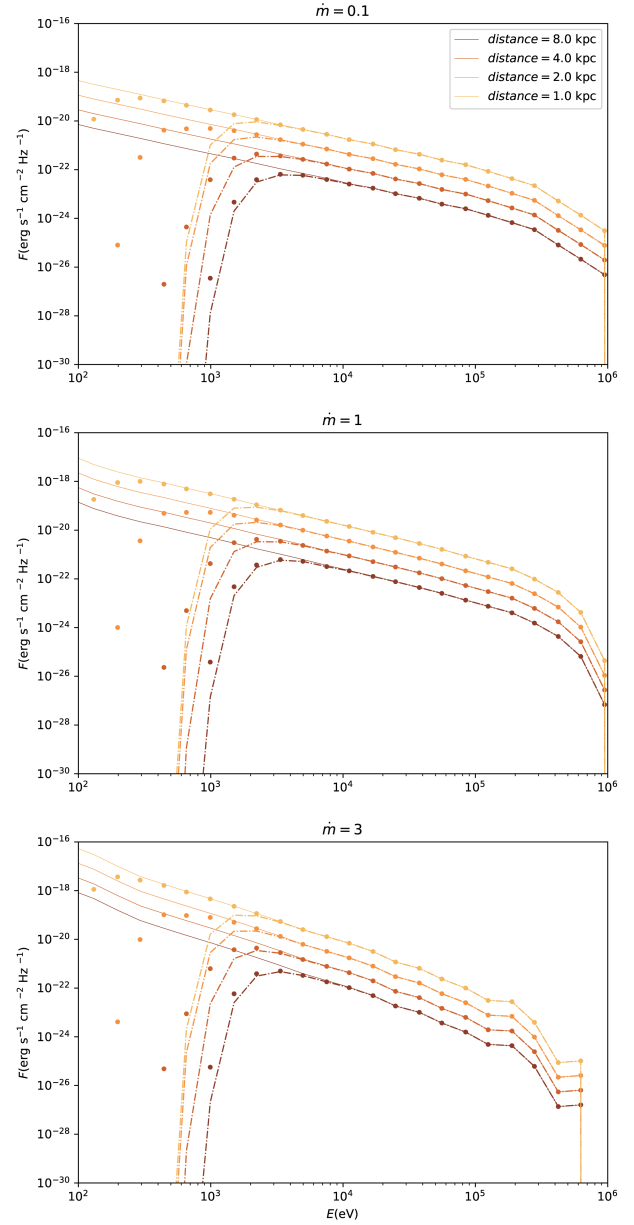 ṁ = 0.1
10⁻¹⁶
10⁻¹⁸
10⁻²⁰
10⁻²²
10⁻²⁴
10⁻²⁶
10⁻²⁸
10⁻³⁰
F(erg s⁻¹ cm⁻² Hz⁻¹)
distance = 8.0 kpc
distance = 4.0 kpc
distance = 2.0 kpc
distance = 1.0 kpc
10² 10³ 10⁴ 10⁵ 10⁶
ṁ = 1
10⁻¹⁶
10⁻¹⁸
10⁻²⁰
10⁻²²
10⁻²⁴
10⁻²⁶
10⁻²⁸
10⁻³⁰
F(erg s⁻¹ cm⁻² Hz⁻¹)
10² 10³ 10⁴ 10⁵ 10⁶
ṁ = 3
10⁻¹⁶
10⁻¹⁸
10⁻²⁰
10⁻²²
10⁻²⁴
10⁻²⁶
10⁻²⁸
10⁻³⁰
F(erg s⁻¹ cm⁻² Hz⁻¹)
10² 10³ 10⁴ 10⁵ 10⁶
E(eV)